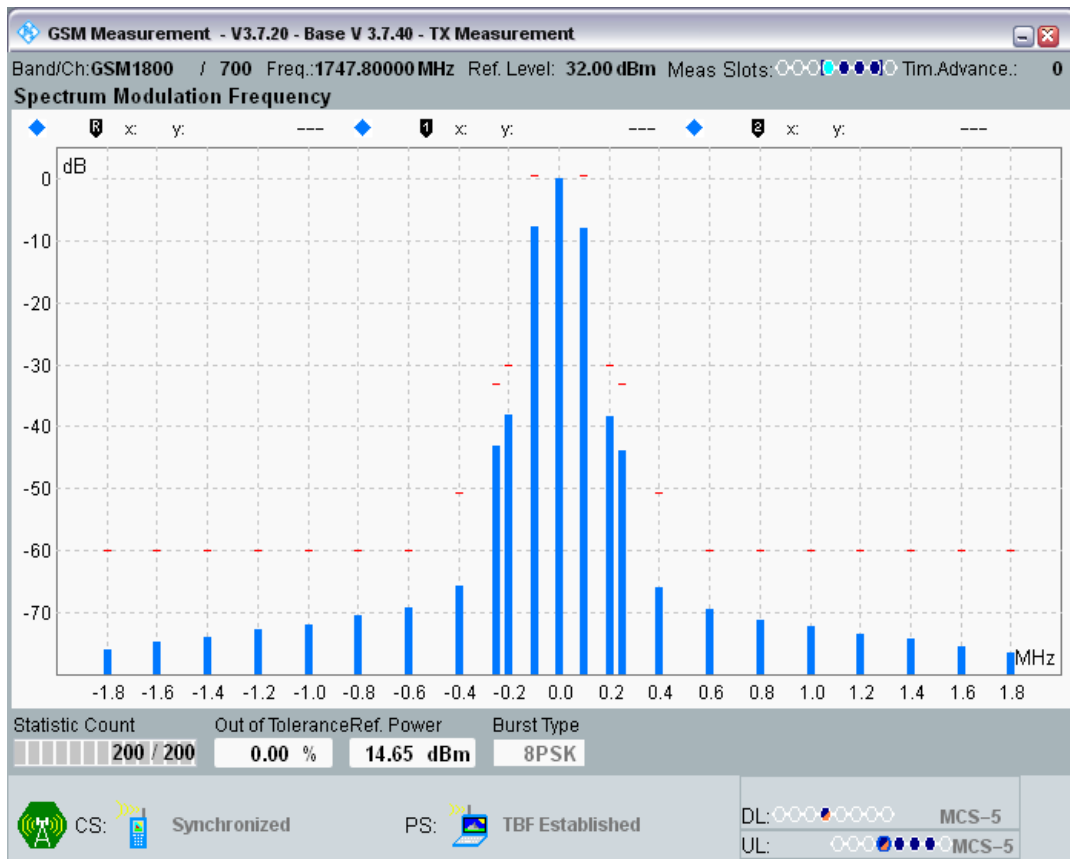 GSM Measurement - V3.7.20 - Base V 3.7.40 - TX Measurement
Band/Ch:GSM1800 / 700 Freq.:1747.80000 MHz Ref. Level: 32.00 dBm Meas Slots: Tim.Advance.: 0
Spectrum Modulation Frequency
R x: y: --- 1 x: y: --- 2 x: y: ---
dB
0
-10
-20
-30
-40
-50
-60
-70
MHz
-1.8 -1.6 -1.4 -1.2 -1.0 -0.8 -0.6 -0.4 -0.2 0.0 0.2 0.4 0.6 0.8 1.0 1.2 1.4 1.6 1.8
Statistic Count Out of Tolerance Ref. Power Burst Type
200 / 200 0.00 % 14.65 dBm 8PSK
CS: Synchronized PS: TBF Established
DL: MCS-5
UL: MCS-5